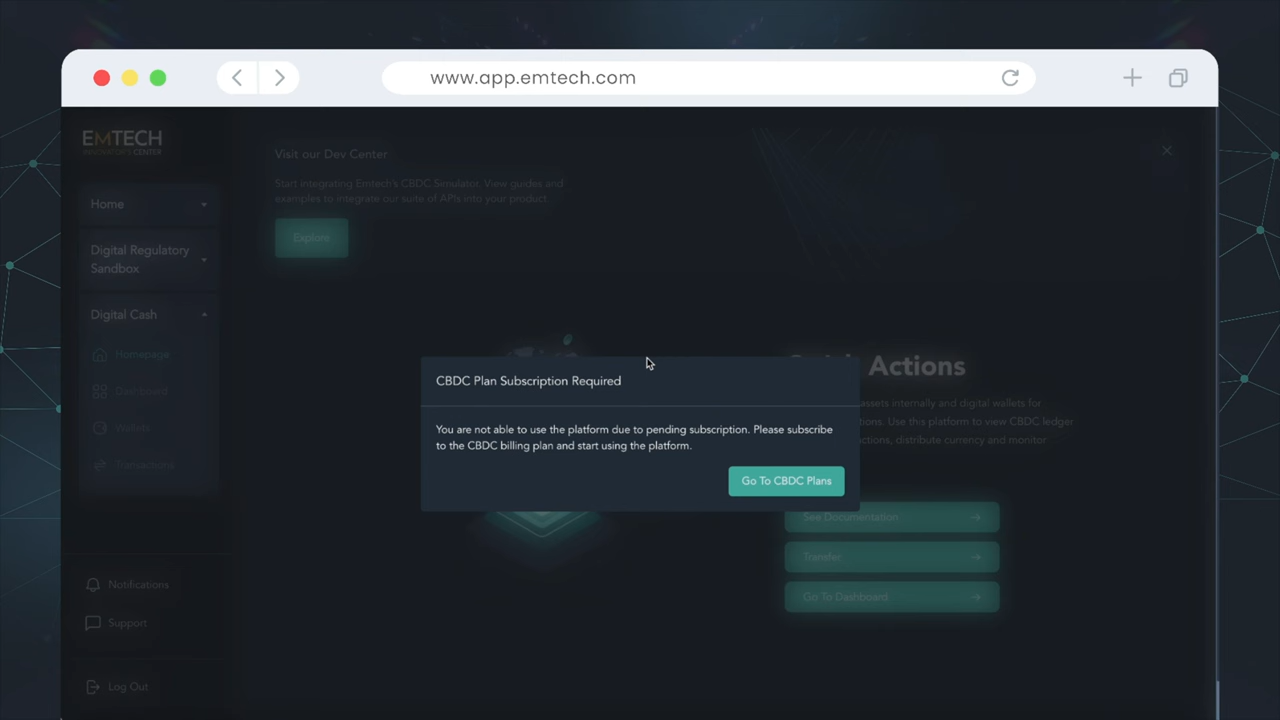 www.app.emtech.com
EMTECH
INNOVATOR'S CENTER
Home
Digital Regulatory
Sandbox
Digital Cash
Homepage
Dashboard
Wallets
Transactions
Notifications
Support
Log Out
Visit our Dev Center
Start integrating Emtech's CBDC Simulator. View guides and
examples to integrate our suite of APIs into your product.
Explore
CBDC Plan Subscription Required
You are not able to use the platform due to pending subscription. Please subscribe
to the CBDC billing plan and start using the platform.
Go To CBDC Plans
Actions
assets internally and digital wallets for
Use this platform to view CBDC ledger
distribute currency and monitor
See Documentation
Transfer
Go To Dashboard